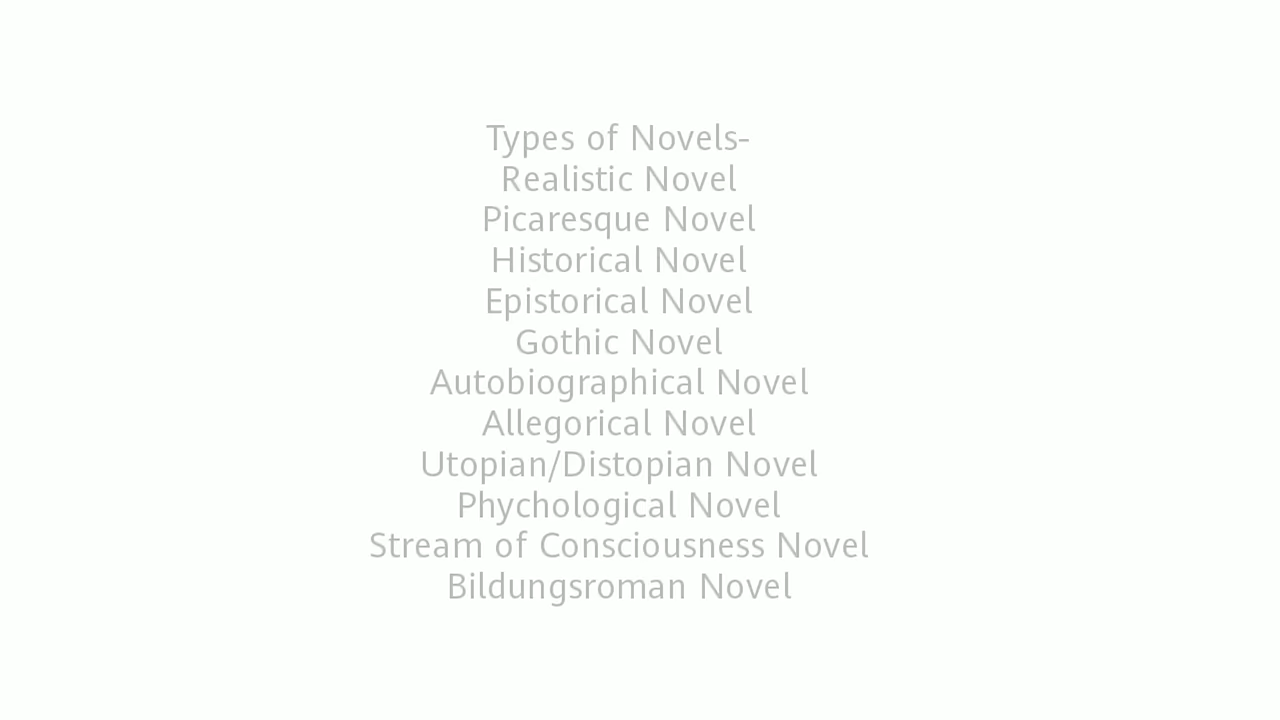 Types of Novels-
Realistic Novel
Picaresque Novel
Historical Novel
Epistorical Novel
Gothic Novel
Autobiographical Novel
Allegorical Novel
Utopian/Distopian Novel
Phychological Novel
Stream of Consciousness Novel
Bildungsroman Novel